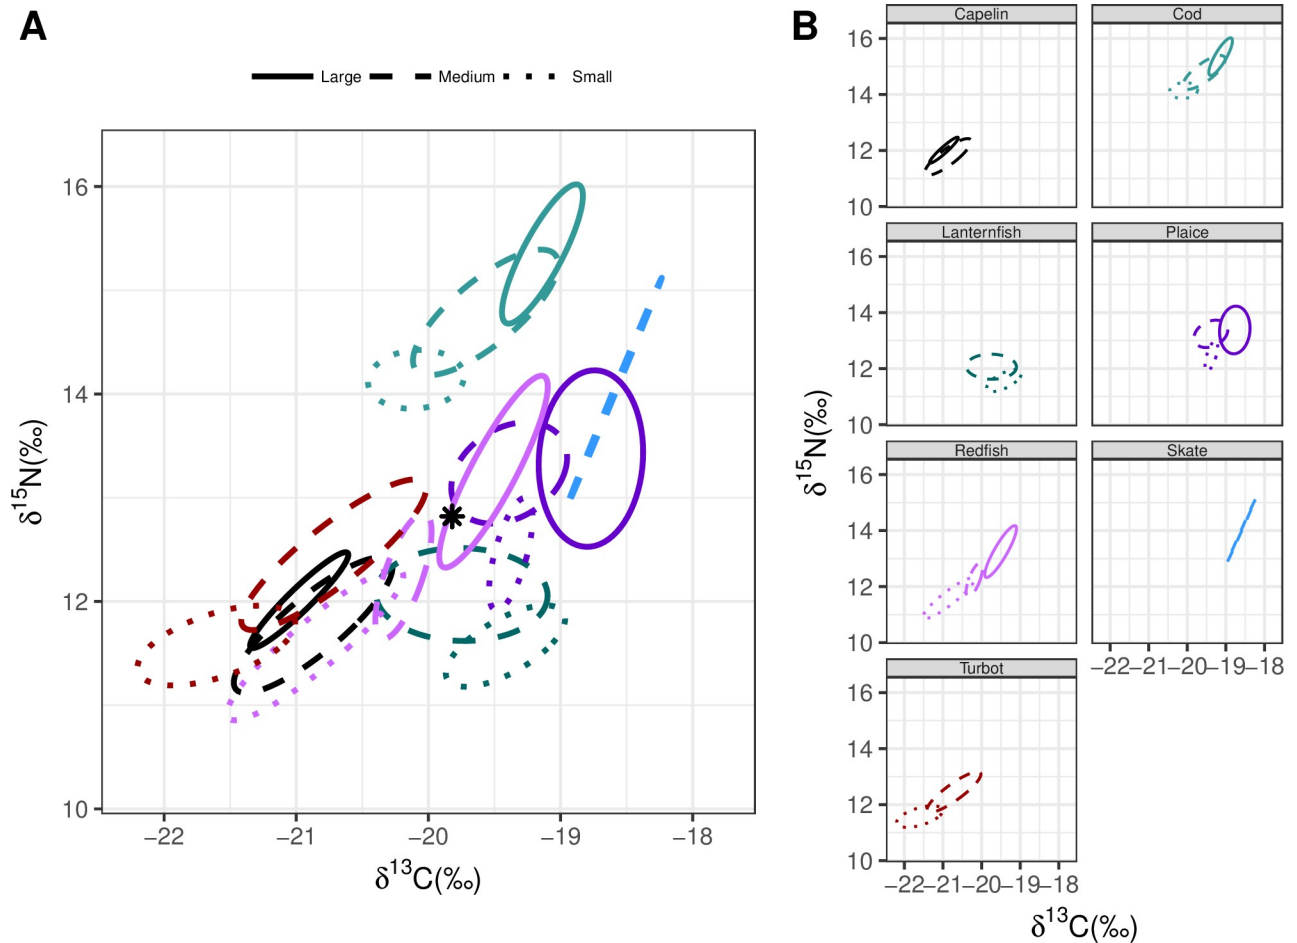 A
Large Medium Small
16
14
12
10
−22 −21 −20 −19 −18
δ¹³C(‰)
δ¹⁵N(‰)
B
Capelin Cod
16
14
12
10
Lanternfish Plaice
16
14
12
10
Redfish Skate
16
14
12
10
−22−21−20−19−18
Turbot
16
14
12
10
−22−21−20−19−18
δ¹³C(‰)
δ¹⁵N(‰)